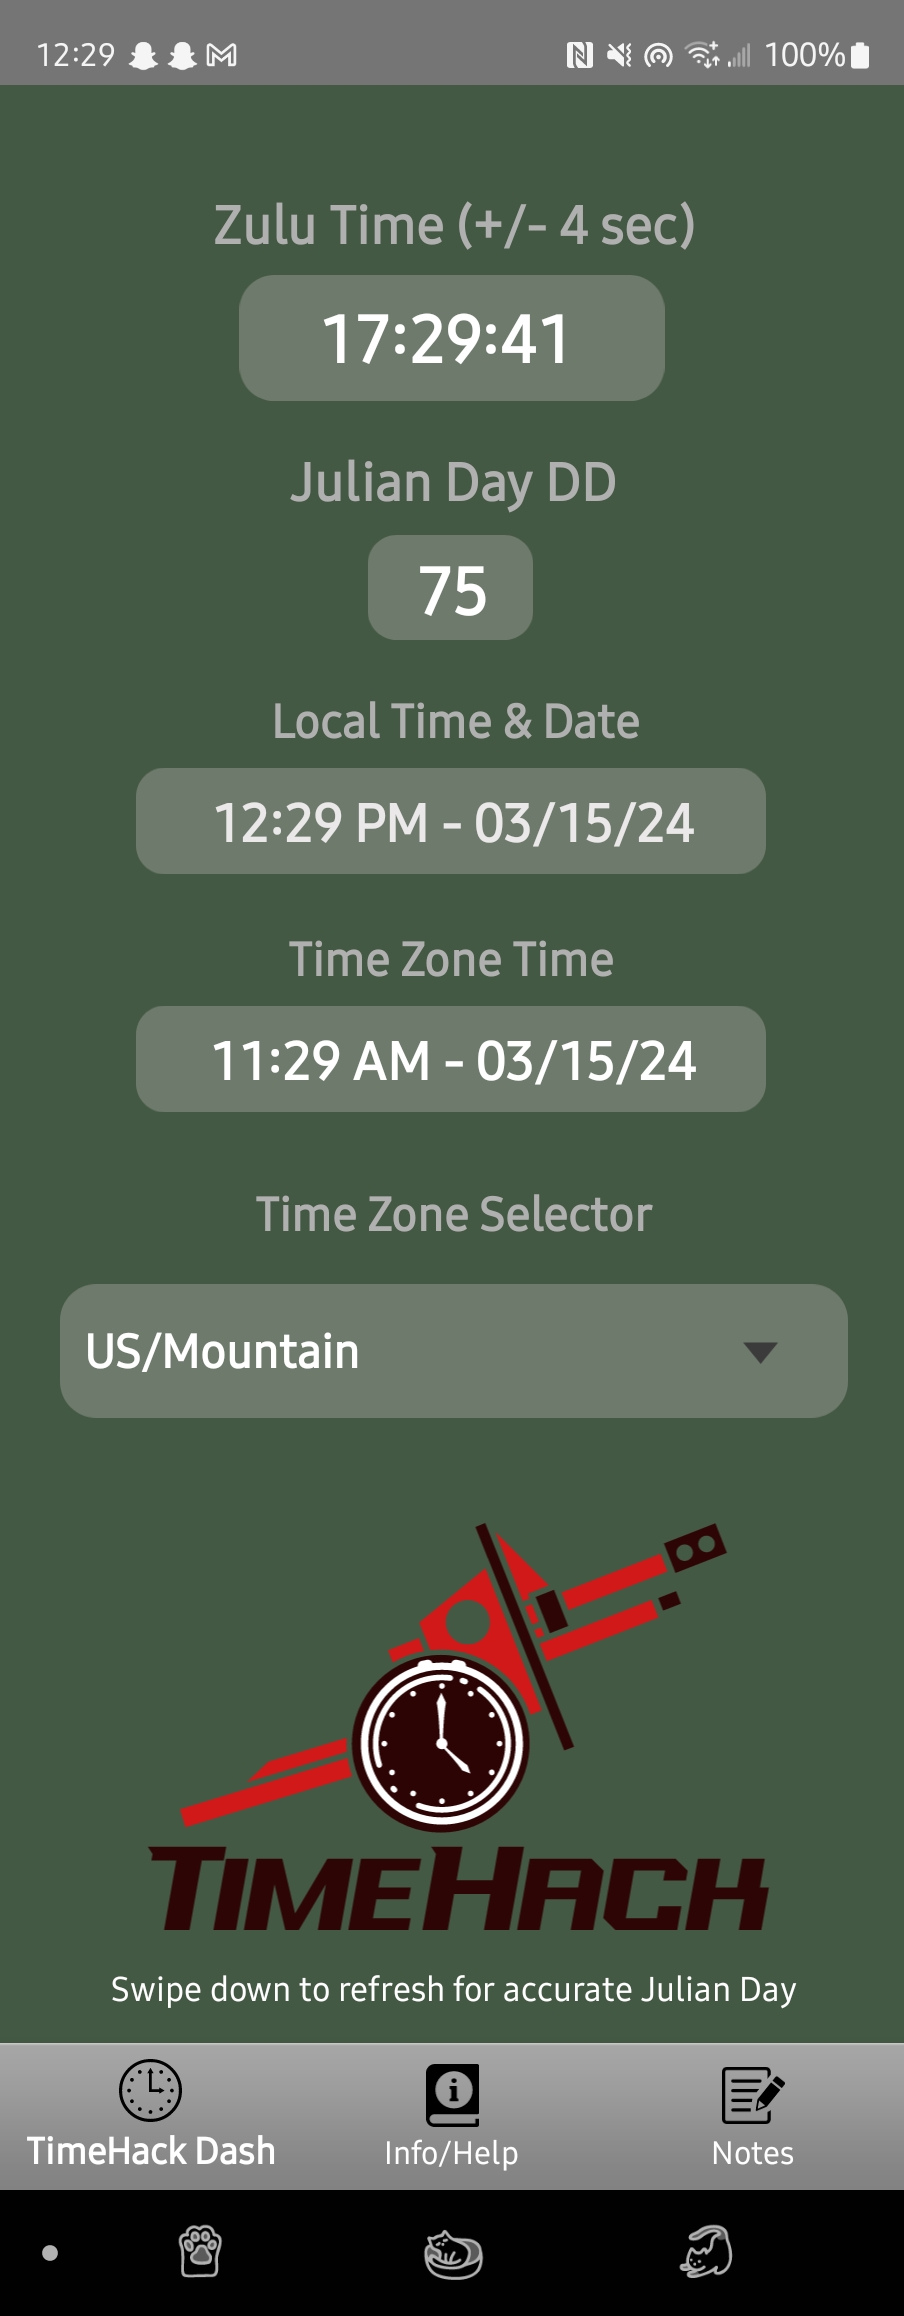 12:29 100%
Zulu Time (+/- 4 sec)
17:29:41
Julian Day DD
75
Local Time & Date
12:29 PM - 03/15/24
Time Zone Time
11:29 AM - 03/15/24
Time Zone Selector
US/Mountain
TIMEHACK
Swipe down to refresh for accurate Julian Day
TimeHack Dash Info/Help Notes